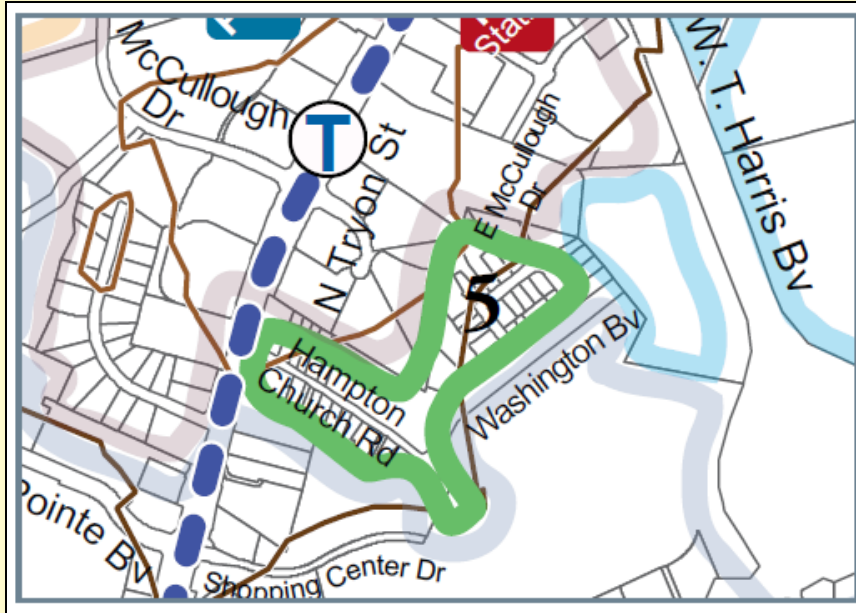 McCullough
Dr
T
N Tryon St
Stati
E McCullough
Dr
W. T. Harris Bv
5
Hampton
Church Rd
Washington Bv
Pointe Bv
Shopping Center Dr